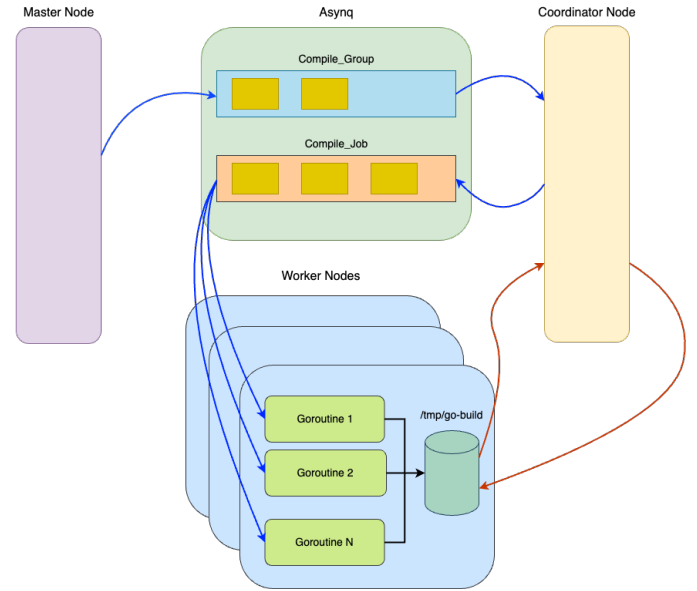 Master Node
Asynq
Coordinator Node
Compile_Group
Compile_Job
Worker Nodes
Goroutine 1
/tmp/go-build
Goroutine 2
Goroutine N